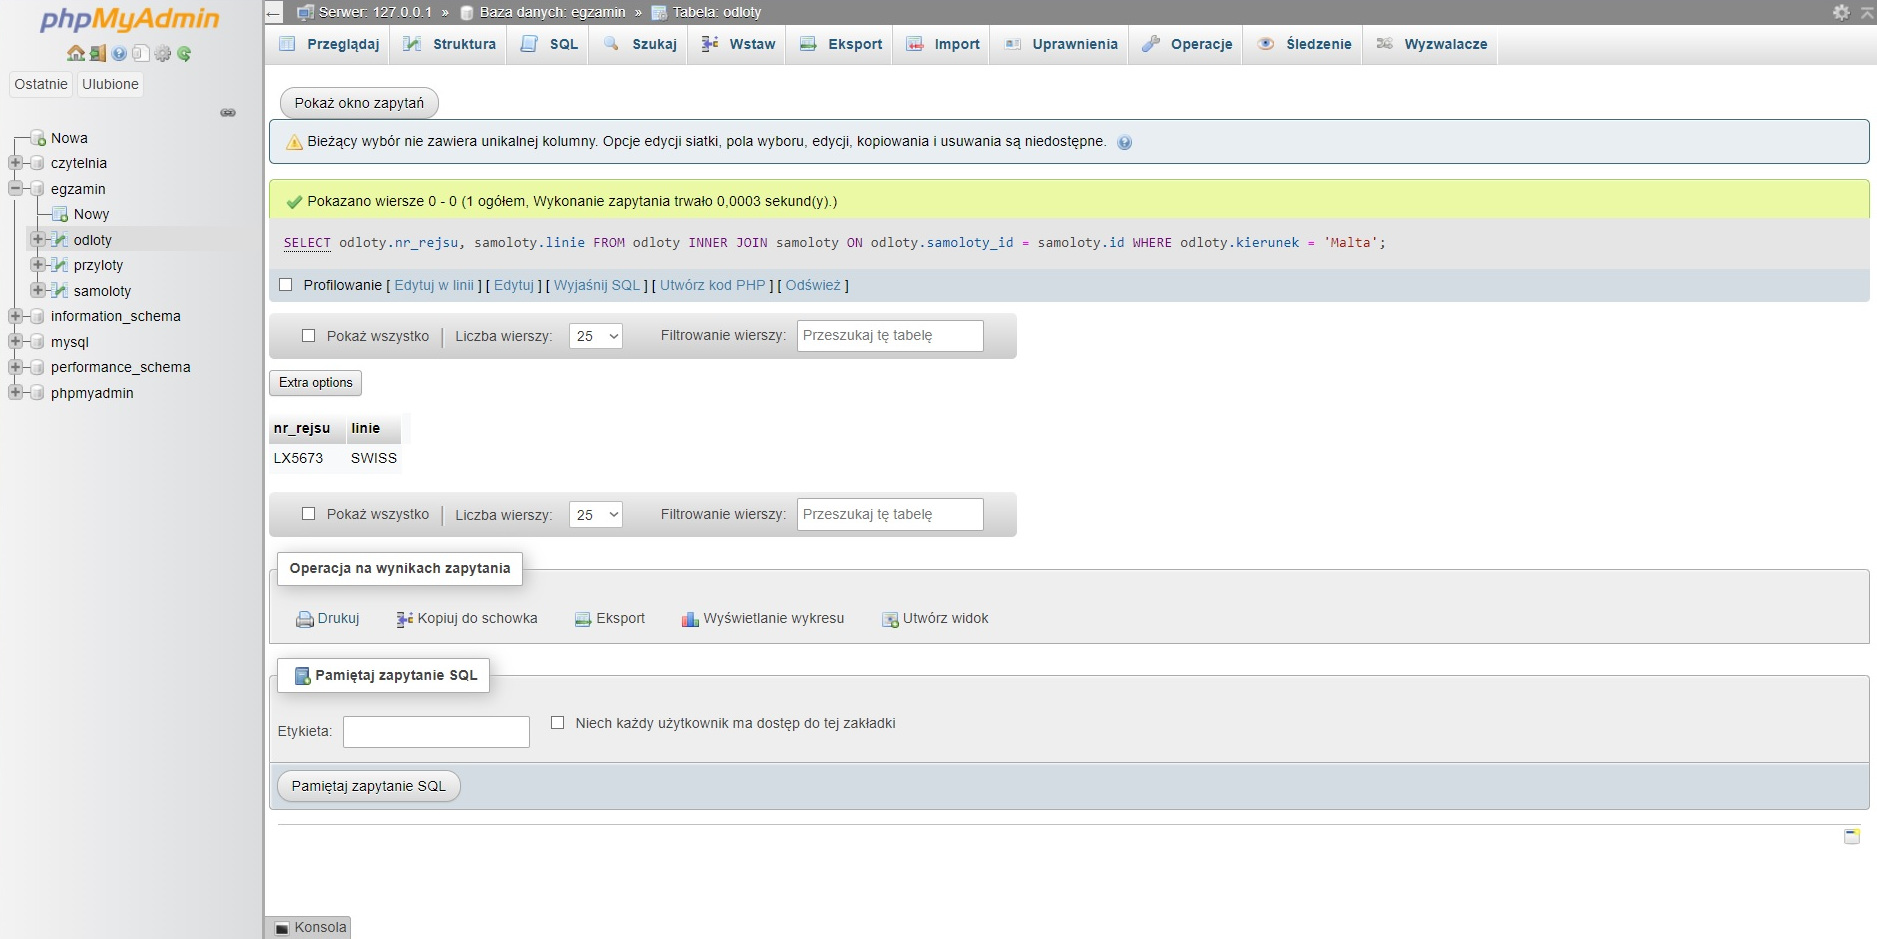 phpMyAdmin
Ostatnie Ulubione
Nowa
czytelnia
egzamin
Nowy
odloty
przyloty
samoloty
information_schema
mysql
performance_schema
phpmyadmin
Serwer: 127.0.0.1 » Baza danych: egzamin » Tabela: odloty
Przeglądaj Struktura SQL Szukaj Wstaw Eksport Import Uprawnienia Operacje Śledzenie Wyzwalacze
Pokaż okno zapytań
Bieżący wybór nie zawiera unikalnej kolumny. Opcje edycji siatki, pola wyboru, edycji, kopiowania i usuwania są niedostępne.
Pokazano wiersze 0 - 0 (1 ogółem, Wykonanie zapytania trwało 0,0003 sekund(y).)
SELECT odloty.nr_rejsu, samoloty.linie FROM odloty INNER JOIN samoloty ON odloty.samoloty_id = samoloty.id WHERE odloty.kierunek = 'Malta';
Profilowanie [ Edytuj w linii ] [ Edytuj ] [ Wyjaśnij SQL ] [ Utwórz kod PHP ] [ Odśwież ]
Pokaż wszystko | Liczba wierszy: 25 Filtrowanie wierszy: Przeszukaj tę tabelę
Extra options
nr_rejsu linie
LX5673 SWISS
Pokaż wszystko | Liczba wierszy: 25 Filtrowanie wierszy: Przeszukaj tę tabelę
Operacja na wynikach zapytania
Drukuj Kopiuj do schowka Eksport Wyświetlanie wykresu Utwórz widok
Pamiętaj zapytanie SQL
Etykieta: Niech każdy użytkownik ma dostęp do tej zakładki
Pamiętaj zapytanie SQL
Konsola